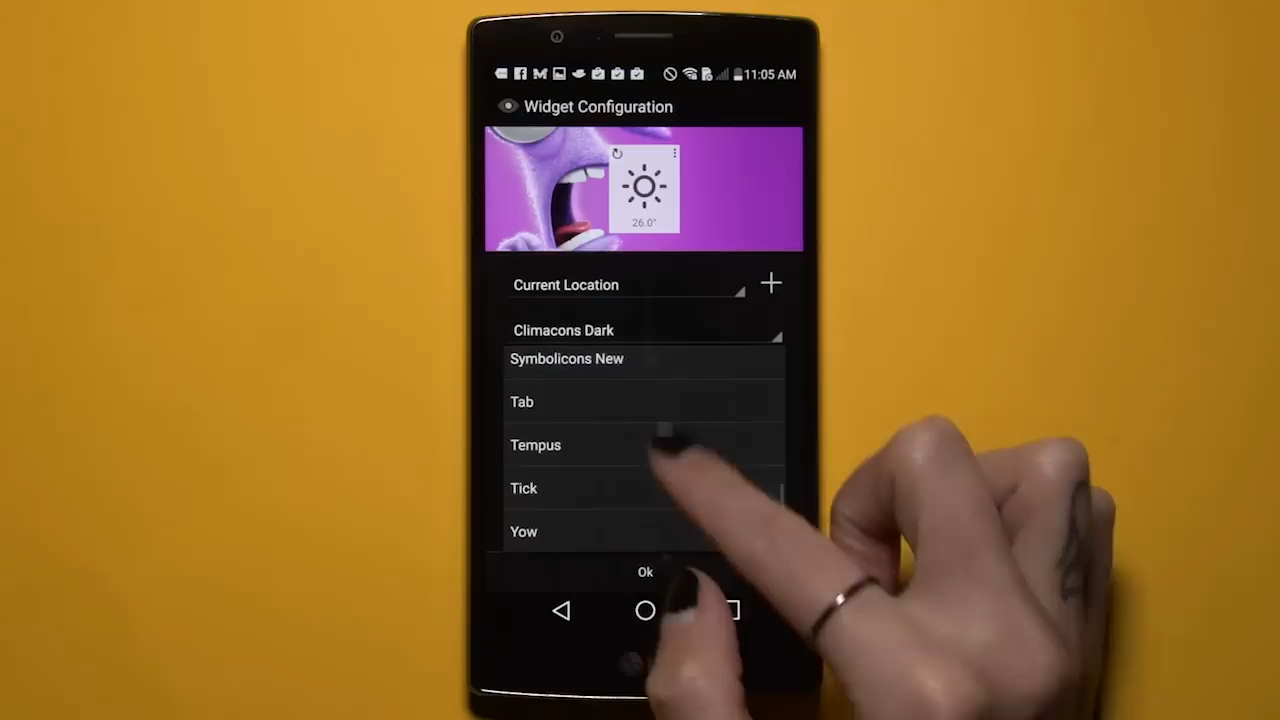 11:05 AM
Widget Configuration
26.0°
Current Location
Climacons Dark
Symbolicons New
Tab
Tempus
Tick
Yow
Ok